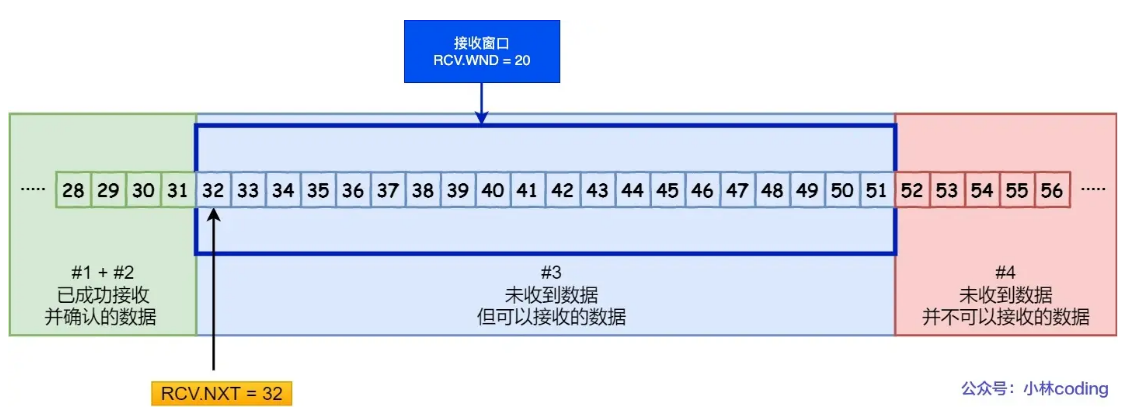 接收窗口
RCV.WND = 20
..... 28 29 30 31 32 33 34 35 36 37 38 39 40 41 42 43 44 45 46 47 48 49 50 51 52 53 54 55 56 .....
#1 + #2
已成功接收
并确认的数据
#3
未收到数据
但可以接收的数据
#4
未收到数据
并不可以接收的数据
RCV.NXT = 32
公众号：小林coding